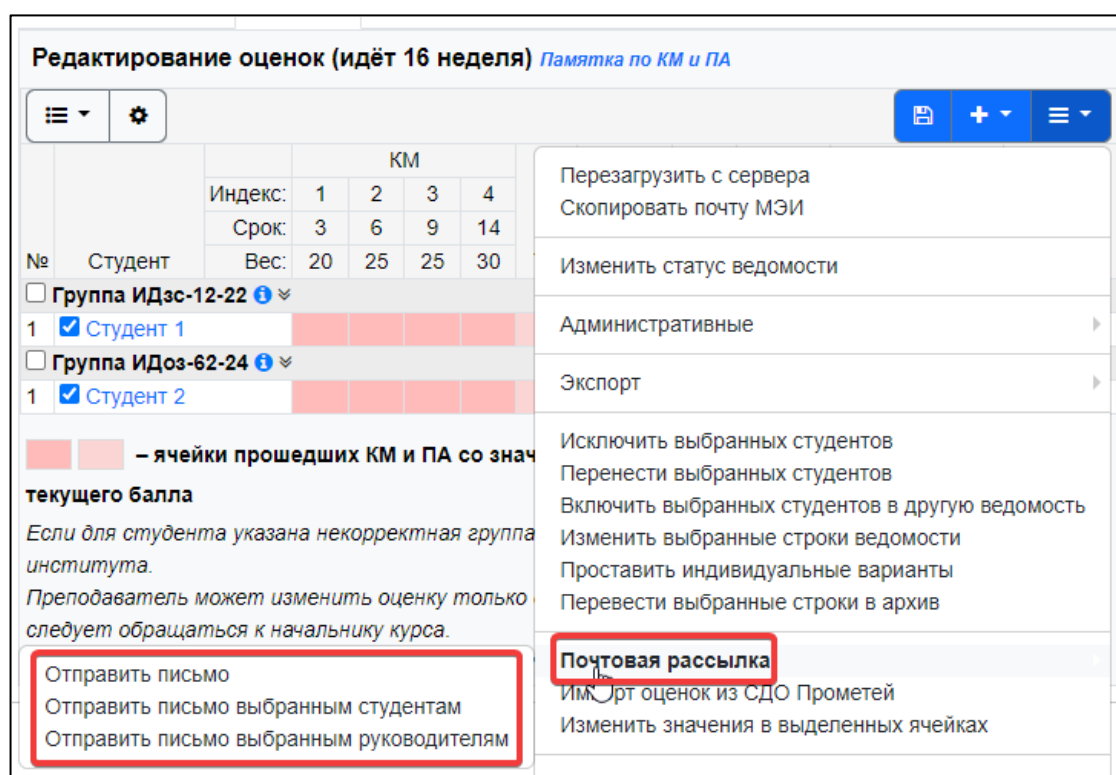 Редактирование оценок (идёт 16 неделя) Памятка по КМ и ПА
КМ
Индекс: 1 2 3 4
Срок: 3 6 9 14
№ Студент Вес: 20 25 25 30
Группа ИДзс-12-22
1 Студент 1
Группа ИДоз-62-24
1 Студент 2
– ячейки прошедших КМ и ПА со знач
текущего балла
Если для студента указана некорректная группа
института.
Преподаватель может изменить оценку только
следует обращаться к начальнику курса.
Перезагрузить с сервера
Скопировать почту МЭИ
Изменить статус ведомости
Административные
Экспорт
Исключить выбранных студентов
Перенести выбранных студентов
Включить выбранных студентов в другую ведомость
Изменить выбранные строки ведомости
Проставить индивидуальные варианты
Перевести выбранные строки в архив
Почтовая рассылка
Импорт оценок из СДО Прометей
Изменить значения в выделенных ячейках
Отправить письмо
Отправить письмо выбранным студентам
Отправить письмо выбранным руководителям